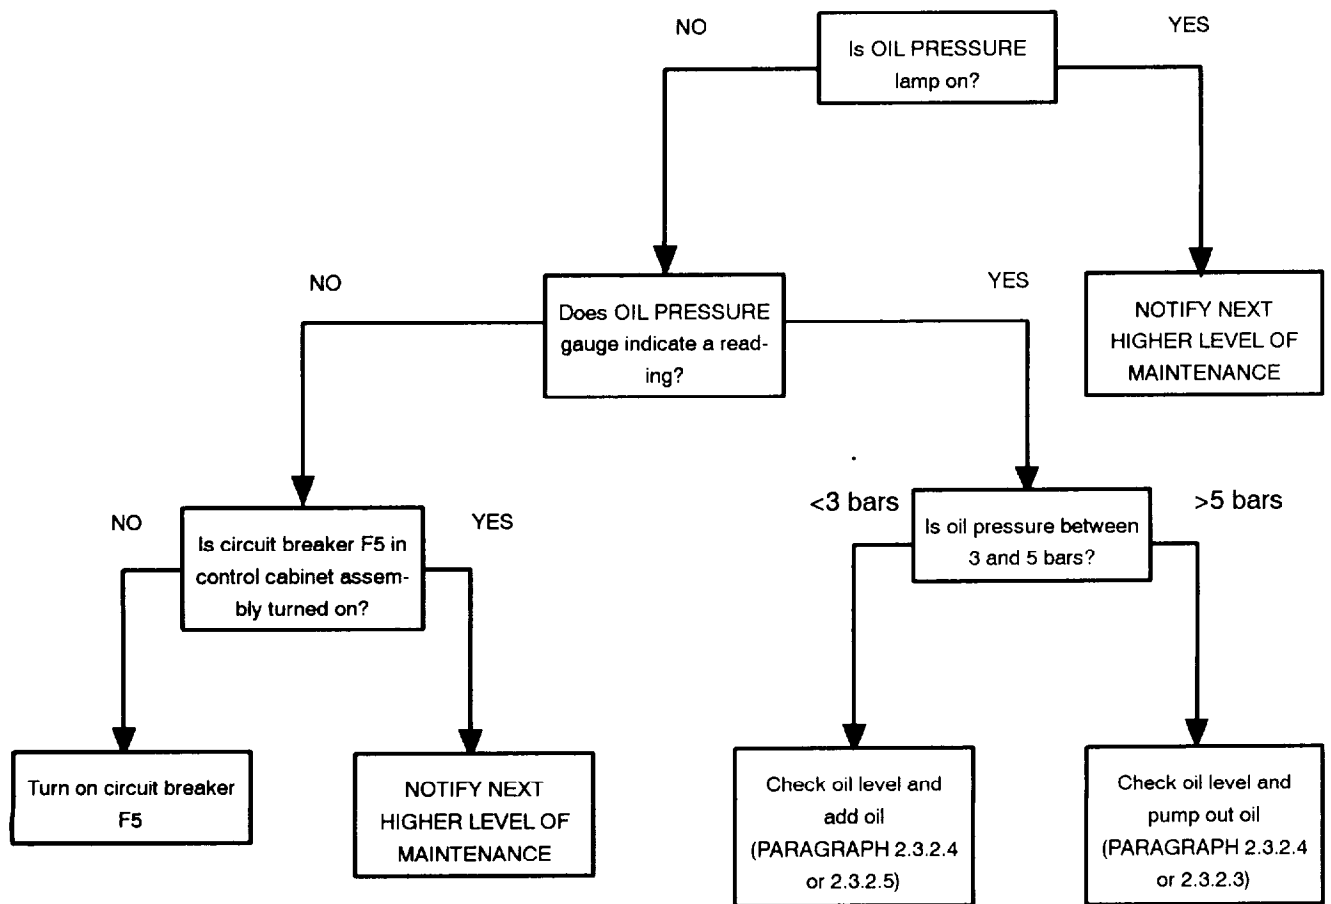 NO
YES
Is OIL PRESSURE
lamp on?
NO
YES
Does OIL PRESSURE
gauge indicate a read-
ing?
NOTIFY NEXT
HIGHER LEVEL OF
MAINTENANCE
NO
YES
Is circuit breaker F5 in
control cabinet assem-
bly turned on?
<3 bars
>5 bars
Is oil pressure between
3 and 5 bars?
Turn on circuit breaker
F5
NOTIFY NEXT
HIGHER LEVEL OF
MAINTENANCE
Check oil level and
add oil
(PARAGRAPH 2.3.2.4
or 2.3.2.5)
Check oil level and
pump out oil
(PARAGRAPH 2.3.2.4
or 2.3.2.3)